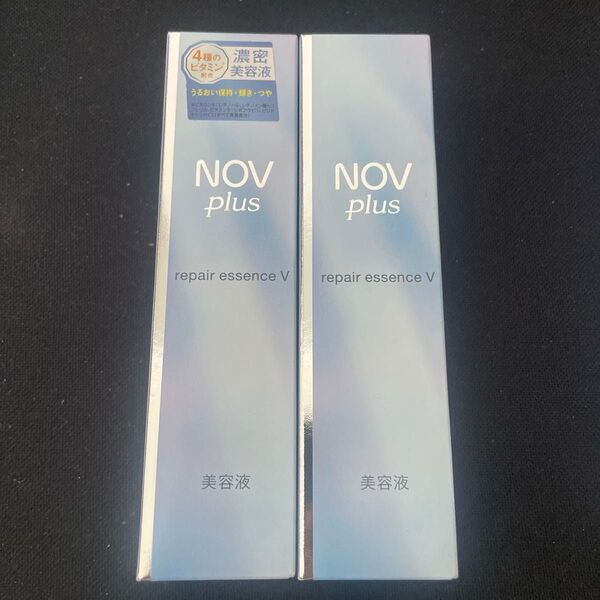 4種の
ビタミン
配合
濃密
美容液
うるおい保持・輝き・つや
NOV
plus
repair essence V
美容液
NOV
plus
repair essence V
美容液